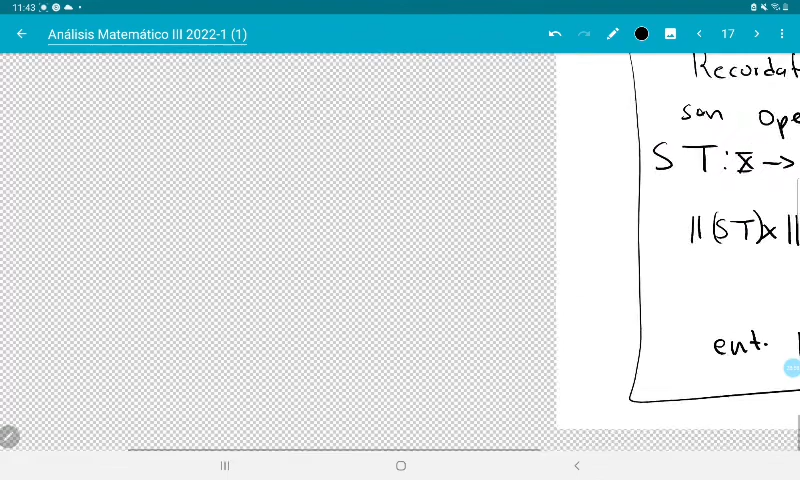 11:43
Análisis Matemático III 2022-1 (1)
17
Recordat
son Ope
S T: X →
||(ST)x||
ent.